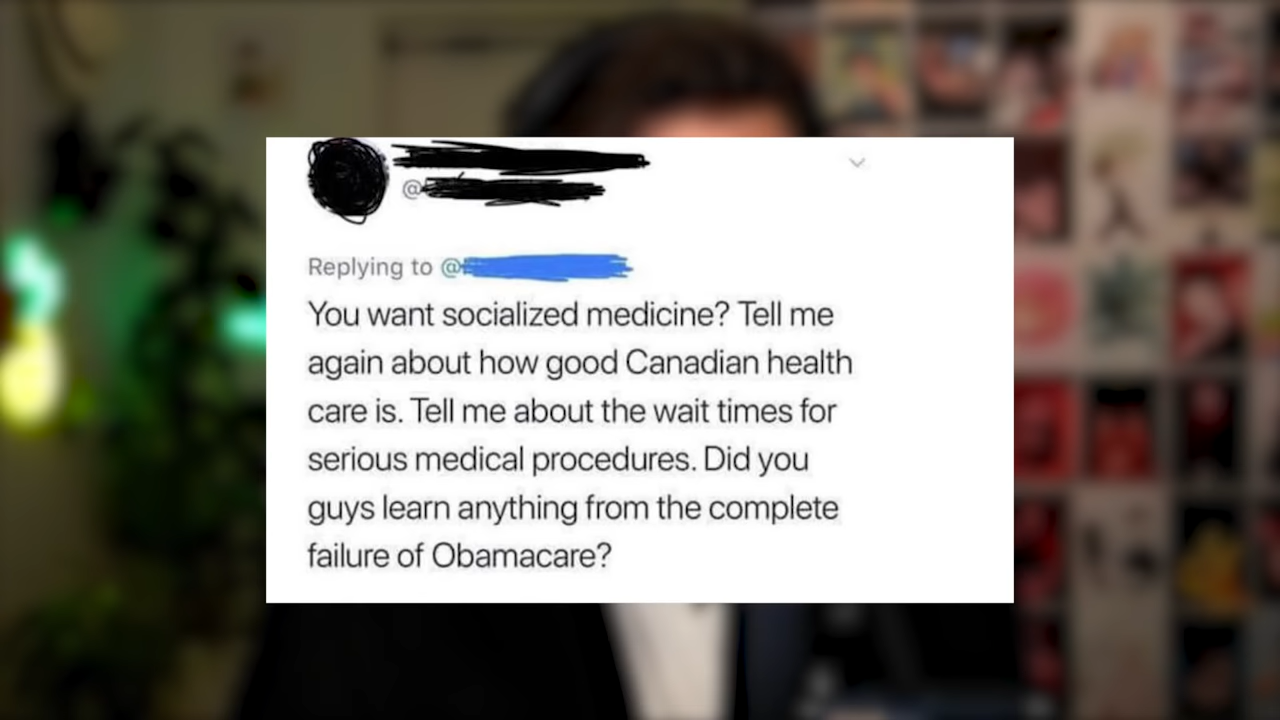 @
Replying to @
You want socialized medicine? Tell me
again about how good Canadian health
care is. Tell me about the wait times for
serious medical procedures. Did you
guys learn anything from the complete
failure of Obamacare?